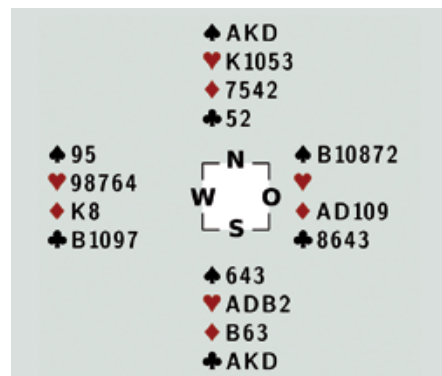 ♠ AKD
♥ K1053
♦ 7542
♣ 52
♠ 95
♥ 98764
♦ K8
♣ B1097
N
W O
S
♠ B10872
♥
♦ AD109
♣ 8643
♠ 643
♥ ADB2
♦ B63
♣ AKD